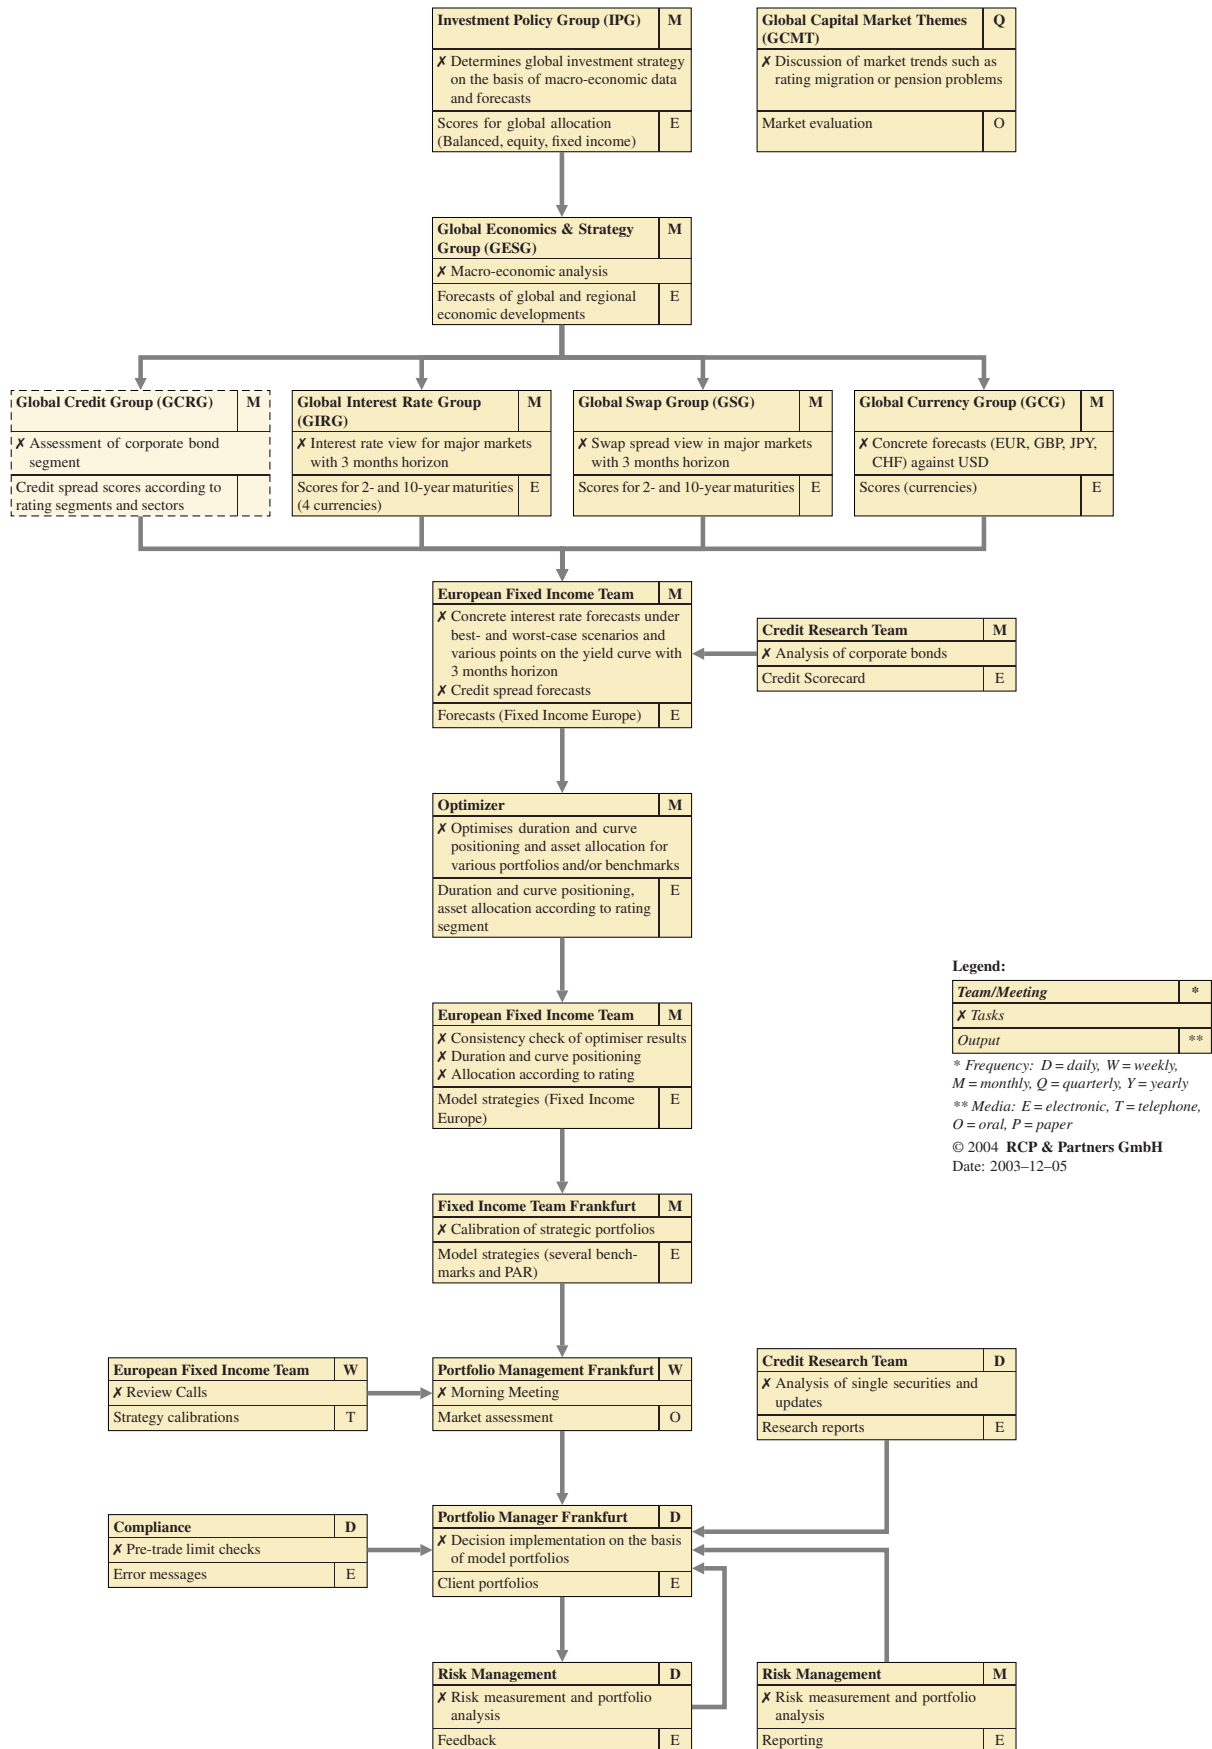 Investment Policy Group (IPG) M
✗ Determines global investment strategy
on the basis of macro-economic data
and forecasts
Scores for global allocation E
(Balanced, equity, fixed income)
Global Capital Market Themes Q
(GCMT)
✗ Discussion of market trends such as
rating migration or pension problems
Market evaluation O
Global Economics & Strategy M
Group (GESG)
✗ Macro-economic analysis
Forecasts of global and regional E
economic developments
Global Credit Group (GCRG) M
✗ Assessment of corporate bond
segment
Credit spread scores according to
rating segments and sectors
Global Interest Rate Group M
(GIRG)
✗ Interest rate view for major markets
with 3 months horizon
Scores for 2- and 10-year maturities E
(4 currencies)
Global Swap Group (GSG) M
✗ Swap spread view in major markets
with 3 months horizon
Scores for 2- and 10-year maturities E
Global Currency Group (GCG) M
✗ Concrete forecasts (EUR, GBP, JPY,
CHF) against USD
Scores (currencies) E
European Fixed Income Team M
✗ Concrete interest rate forecasts under
best- and worst-case scenarios and
various points on the yield curve with
3 months horizon
✗ Credit spread forecasts
Forecasts (Fixed Income Europe) E
Credit Research Team M
✗ Analysis of corporate bonds
Credit Scorecard E
Optimizer M
✗ Optimises duration and curve
positioning and asset allocation for
various portfolios and/or benchmarks
Duration and curve positioning, E
asset allocation according to rating
segment
Legend:
Team/Meeting *
✗ Tasks
Output **
* Frequency: D = daily, W = weekly,
M = monthly, Q = quarterly, Y = yearly
** Media: E = electronic, T = telephone,
O = oral, P = paper
© 2004 RCP & Partners GmbH
Date: 2003–12–05
European Fixed Income Team M
✗ Consistency check of optimiser results
✗ Duration and curve positioning
✗ Allocation according to rating
Model strategies (Fixed Income E
Europe)
Fixed Income Team Frankfurt M
✗ Calibration of strategic portfolios
Model strategies (several bench- E
marks and PAR)
European Fixed Income Team W
✗ Review Calls
Strategy calibrations T
Portfolio Management Frankfurt W
✗ Morning Meeting
Market assessment O
Credit Research Team D
✗ Analysis of single securities and
updates
Research reports E
Compliance D
✗ Pre-trade limit checks
Error messages E
Portfolio Manager Frankfurt D
✗ Decision implementation on the basis
of model portfolios
Client portfolios E
Risk Management D
✗ Risk measurement and portfolio
analysis
Feedback E
Risk Management M
✗ Risk measurement and portfolio
analysis
Reporting E